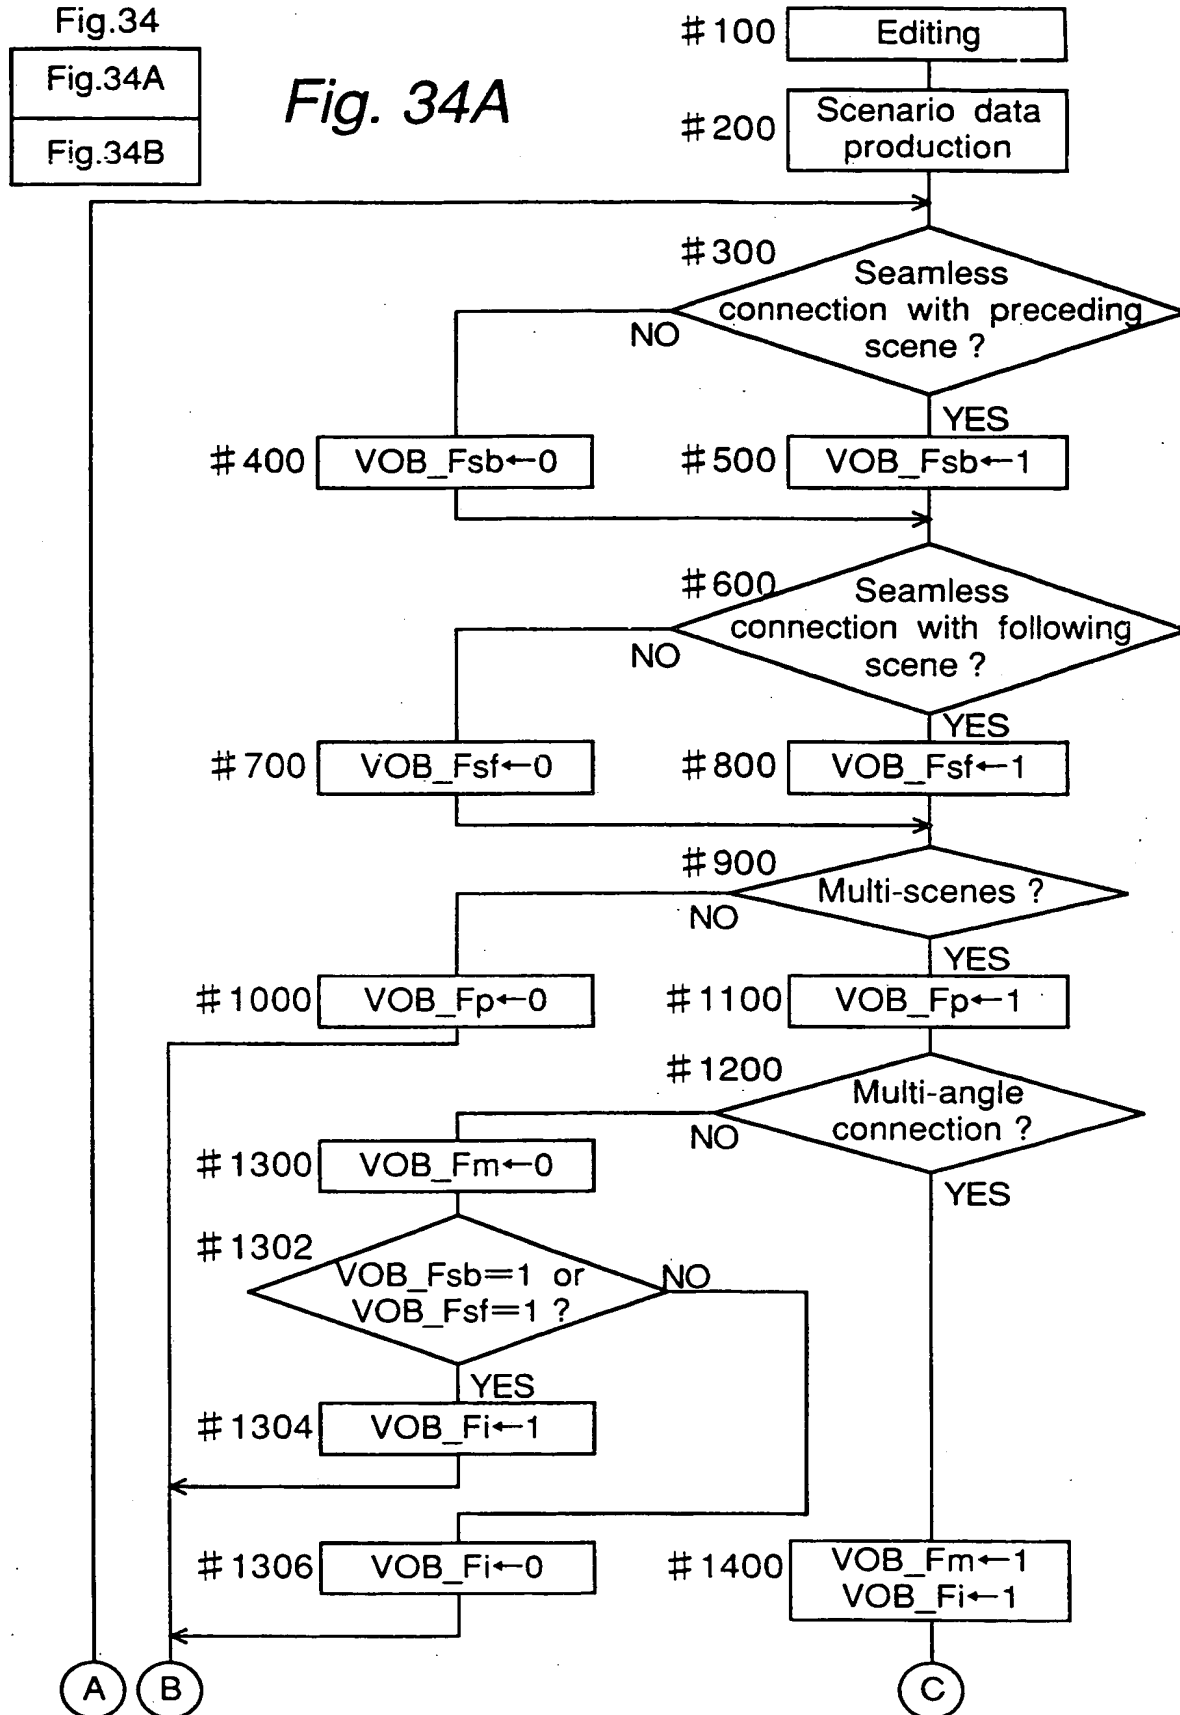 Fig.34
Fig.34A
Fig.34B
Fig. 34A
#100
Editing
#200
Scenario data
production
#300
Seamless
connection with preceding
scene ?
NO
YES
#400
VOB_Fsb←0
#500
VOB_Fsb←1
#600
Seamless
connection with following
scene ?
NO
YES
#700
VOB_Fsf←0
#800
VOB_Fsf←1
#900
Multi-scenes ?
NO
YES
#1000
VOB_Fp←0
#1100
VOB_Fp←1
#1200
Multi-angle
connection ?
NO
YES
#1300
VOB_Fm←0
#1302
VOB_Fsb=1 or
VOB_Fsf=1 ?
NO
YES
#1304
VOB_Fi←1
#1306
VOB_Fi←0
#1400
VOB_Fm←1
VOB_Fi←1
A
B
C